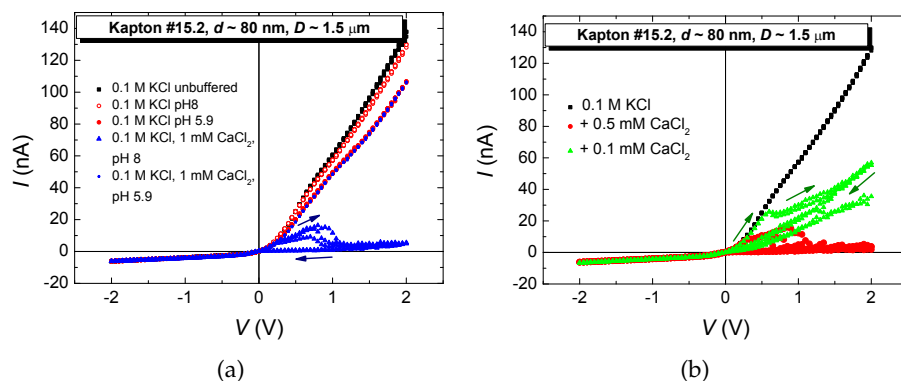 Kapton #15.2, d ~ 80 nm, D ~ 1.5 μm
140
120
100
80
60
40
20
0
-20
I (nA)
0.1 M KCl unbuffered
0.1 M KCl pH8
0.1 M KCl pH 5.9
0.1 M KCl, 1 mM CaCl₂,
pH 8
0.1 KCl, 1 mM CaCl₂,
pH 5.9
-2 -1 0 1 2
V (V)
(a)
Kapton #15.2, d ~ 80 nm, D ~ 1.5 μm
140
120
100
80
60
40
20
0
-20
I (nA)
0.1 M KCl
+ 0.5 mM CaCl₂
+ 0.1 mM CaCl₂
-2 -1 0 1 2
V (V)
(b)